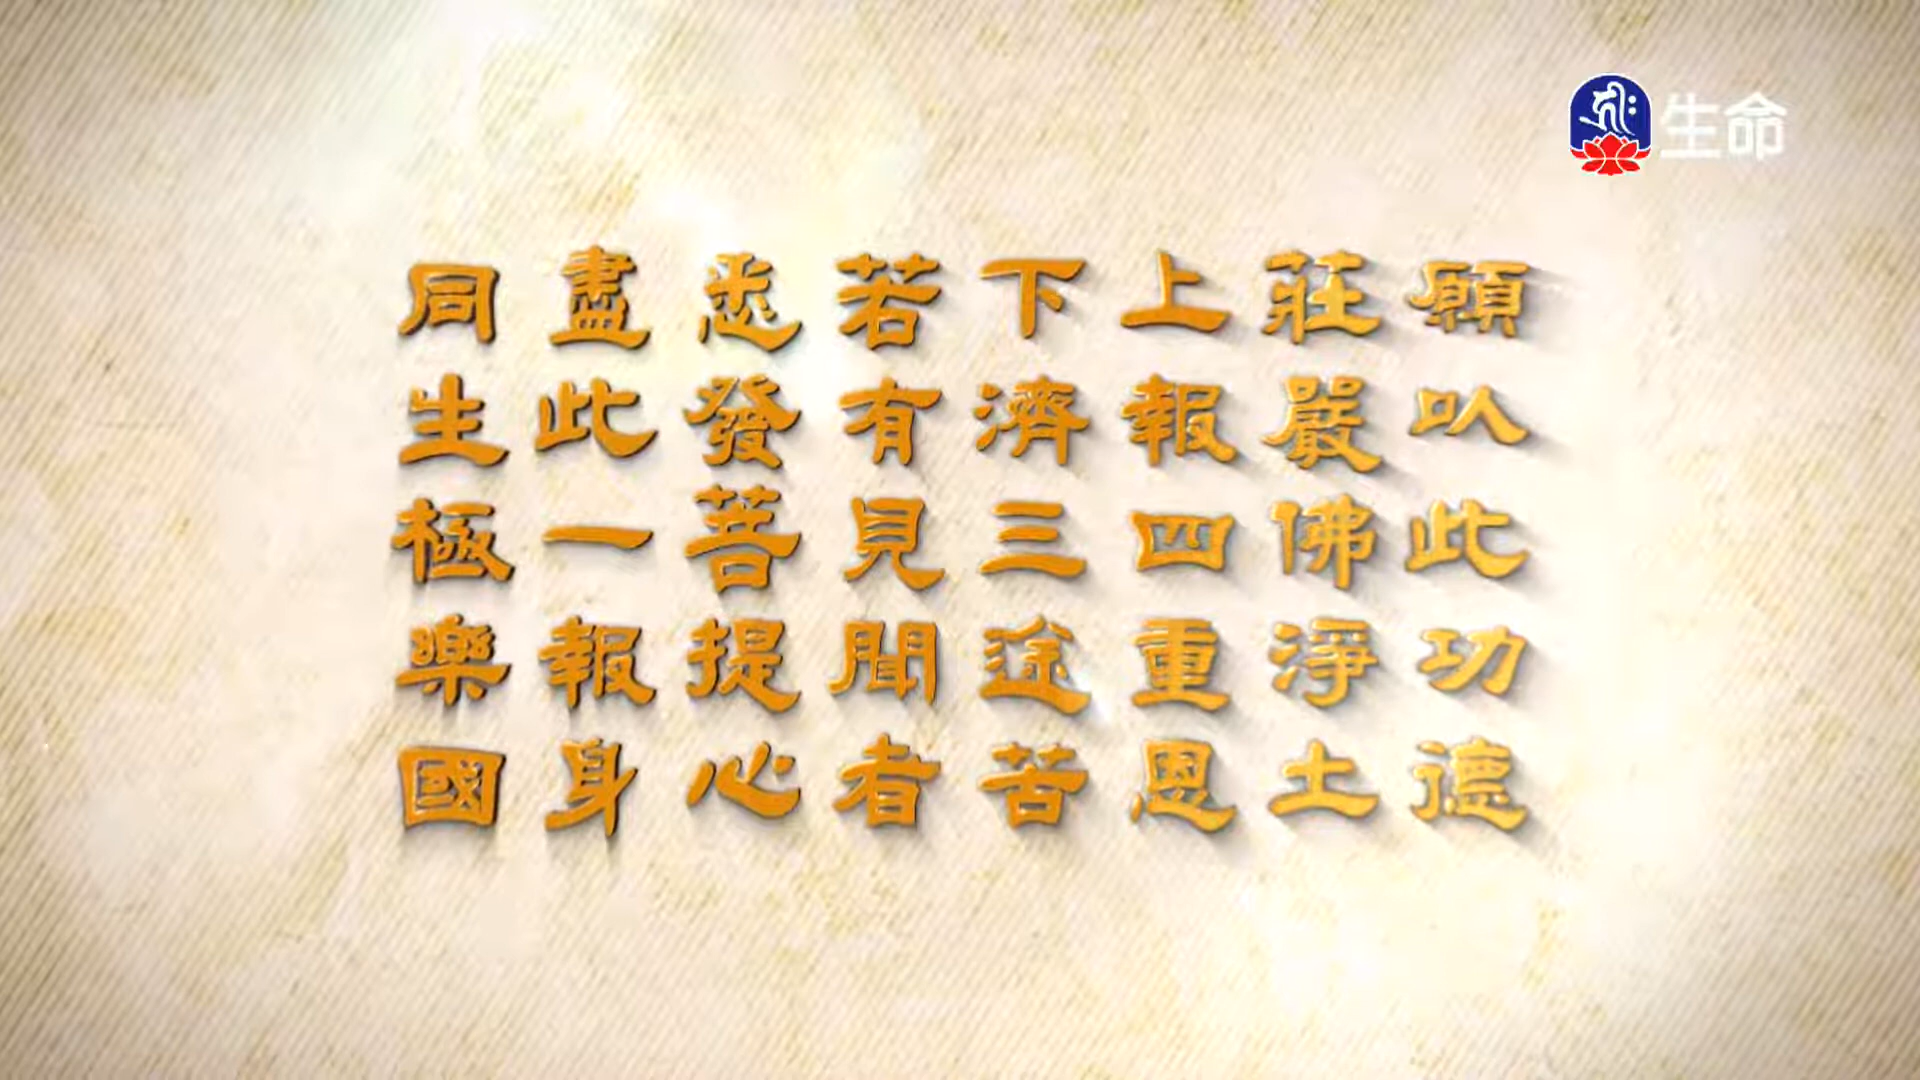 生命
願以此功德
莊嚴佛淨土
上報四重恩
下濟三途苦
若有見聞者
悉發菩提心
盡此一報身
同生極樂國